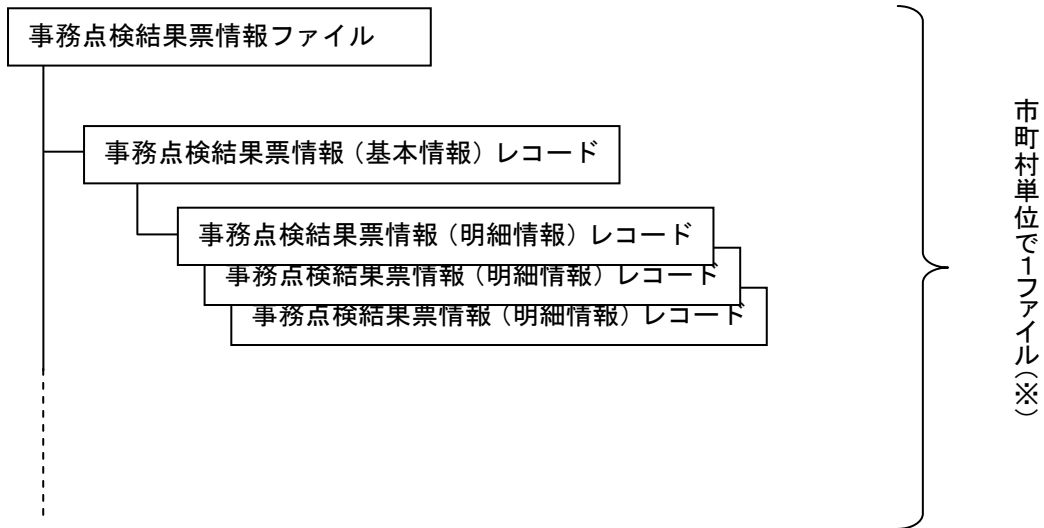 事務点検結果票情報ファイル
事務点検結果票情報（基本情報）レコード
事務点検結果票情報（明細情報）レコード
事務点検結果票情報（明細情報）レコード
事務点検結果票情報（明細情報）レコード
市町村単位で1ファイル（※）